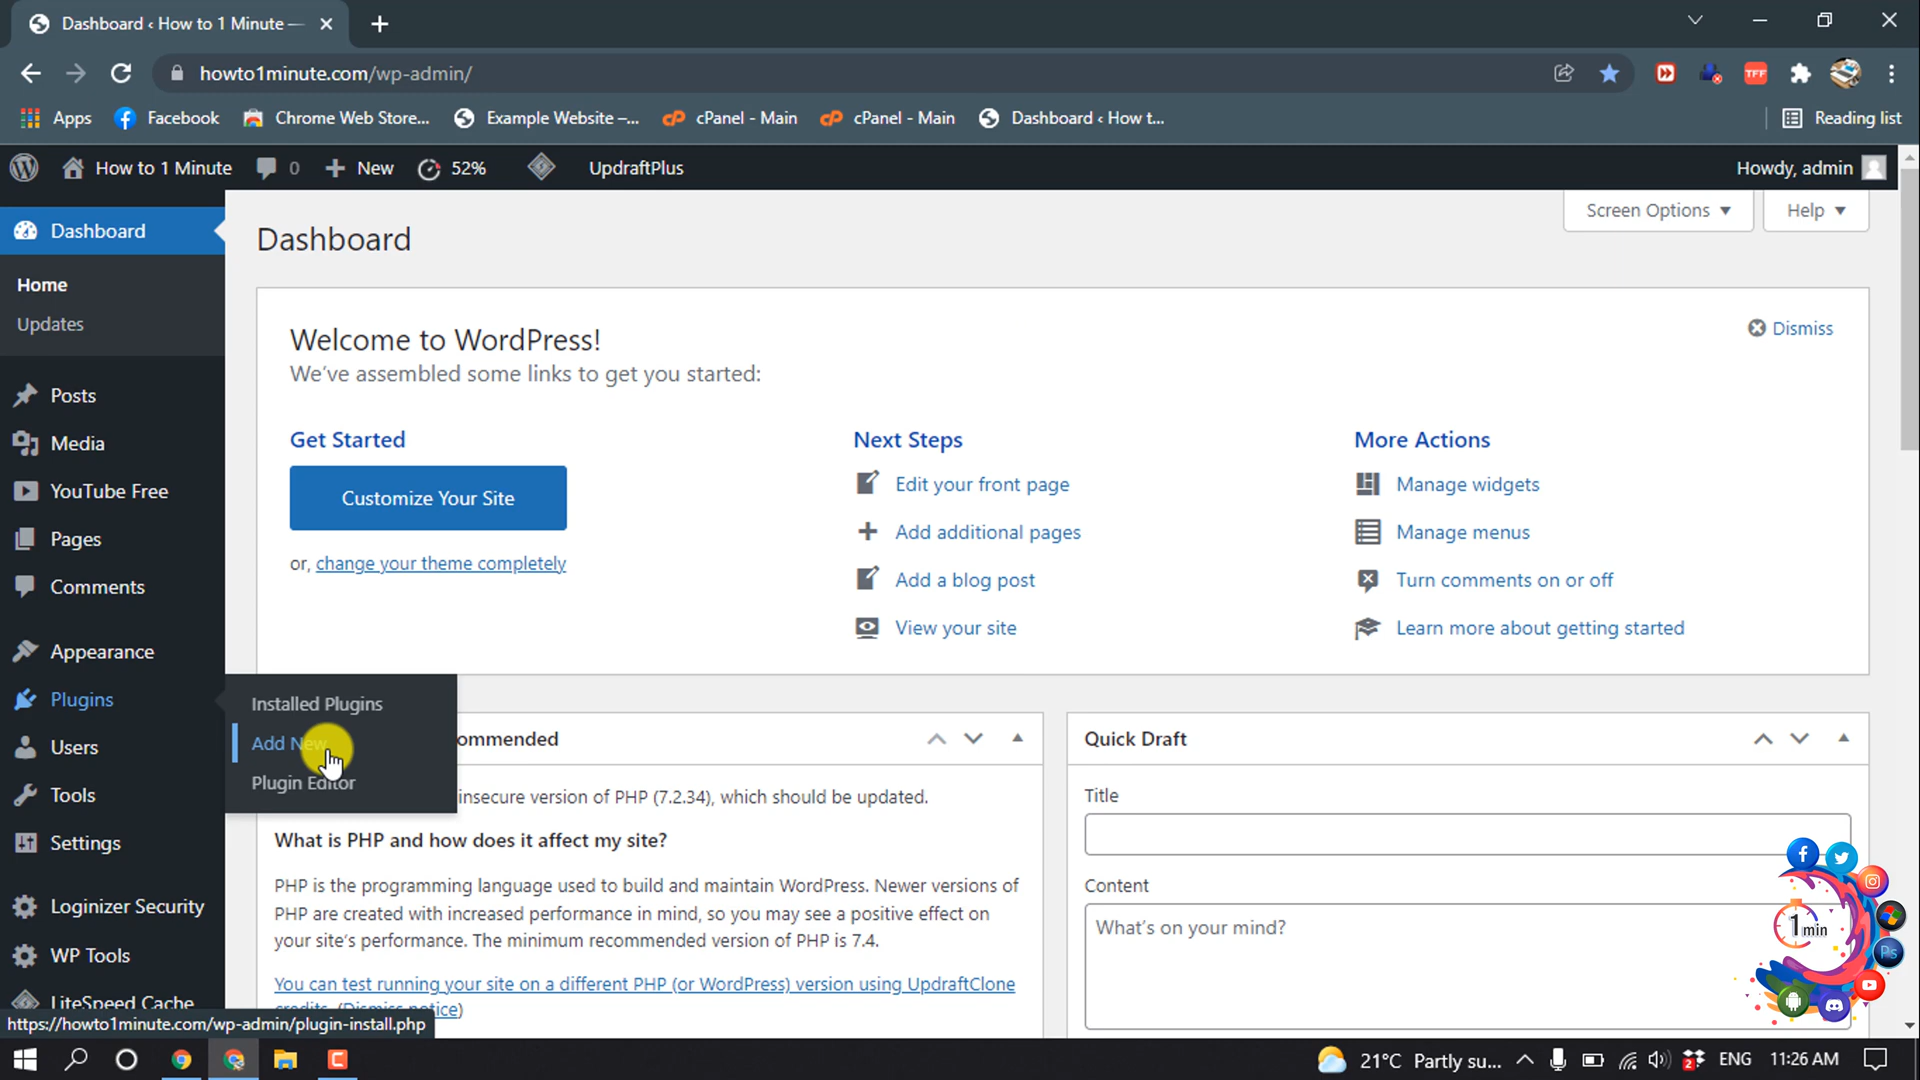 Dashboard ‹ How to 1 Minute —
howto1minute.com/wp-admin/
TFF
Apps
Facebook
Chrome Web Store...
Example Website –...
cPanel - Main
cPanel - Main
Dashboard ‹ How t...
Reading list
How to 1 Minute
0
New
52%
UpdraftPlus
Howdy, admin
Dashboard
Home
Updates
Posts
Media
YouTube Free
Pages
Comments
Appearance
Plugins
Users
Tools
Settings
Loginizer Security
WP Tools
LiteSpeed Cache
Installed Plugins
Add New
Plugin Editor
Screen Options
Help
Dashboard
Welcome to WordPress!
We've assembled some links to get you started:
Dismiss
Get Started
Customize Your Site
or, change your theme completely
Next Steps
Edit your front page
Add additional pages
Add a blog post
View your site
More Actions
Manage widgets
Manage menus
Turn comments on or off
Learn more about getting started
ommended
insecure version of PHP (7.2.34), which should be updated.
What is PHP and how does it affect my site?
PHP is the programming language used to build and maintain WordPress. Newer versions of
PHP are created with increased performance in mind, so you may see a positive effect on
your site's performance. The minimum recommended version of PHP is 7.4.
You can test running your site on a different PHP (or WordPress) version using UpdraftClone
credits. (Dismiss notice)
Quick Draft
Title
Content
What's on your mind?
1min
Ps
https://howto1minute.com/wp-admin/plugin-install.php
21°C Partly su...
2
ENG
11:26 AM